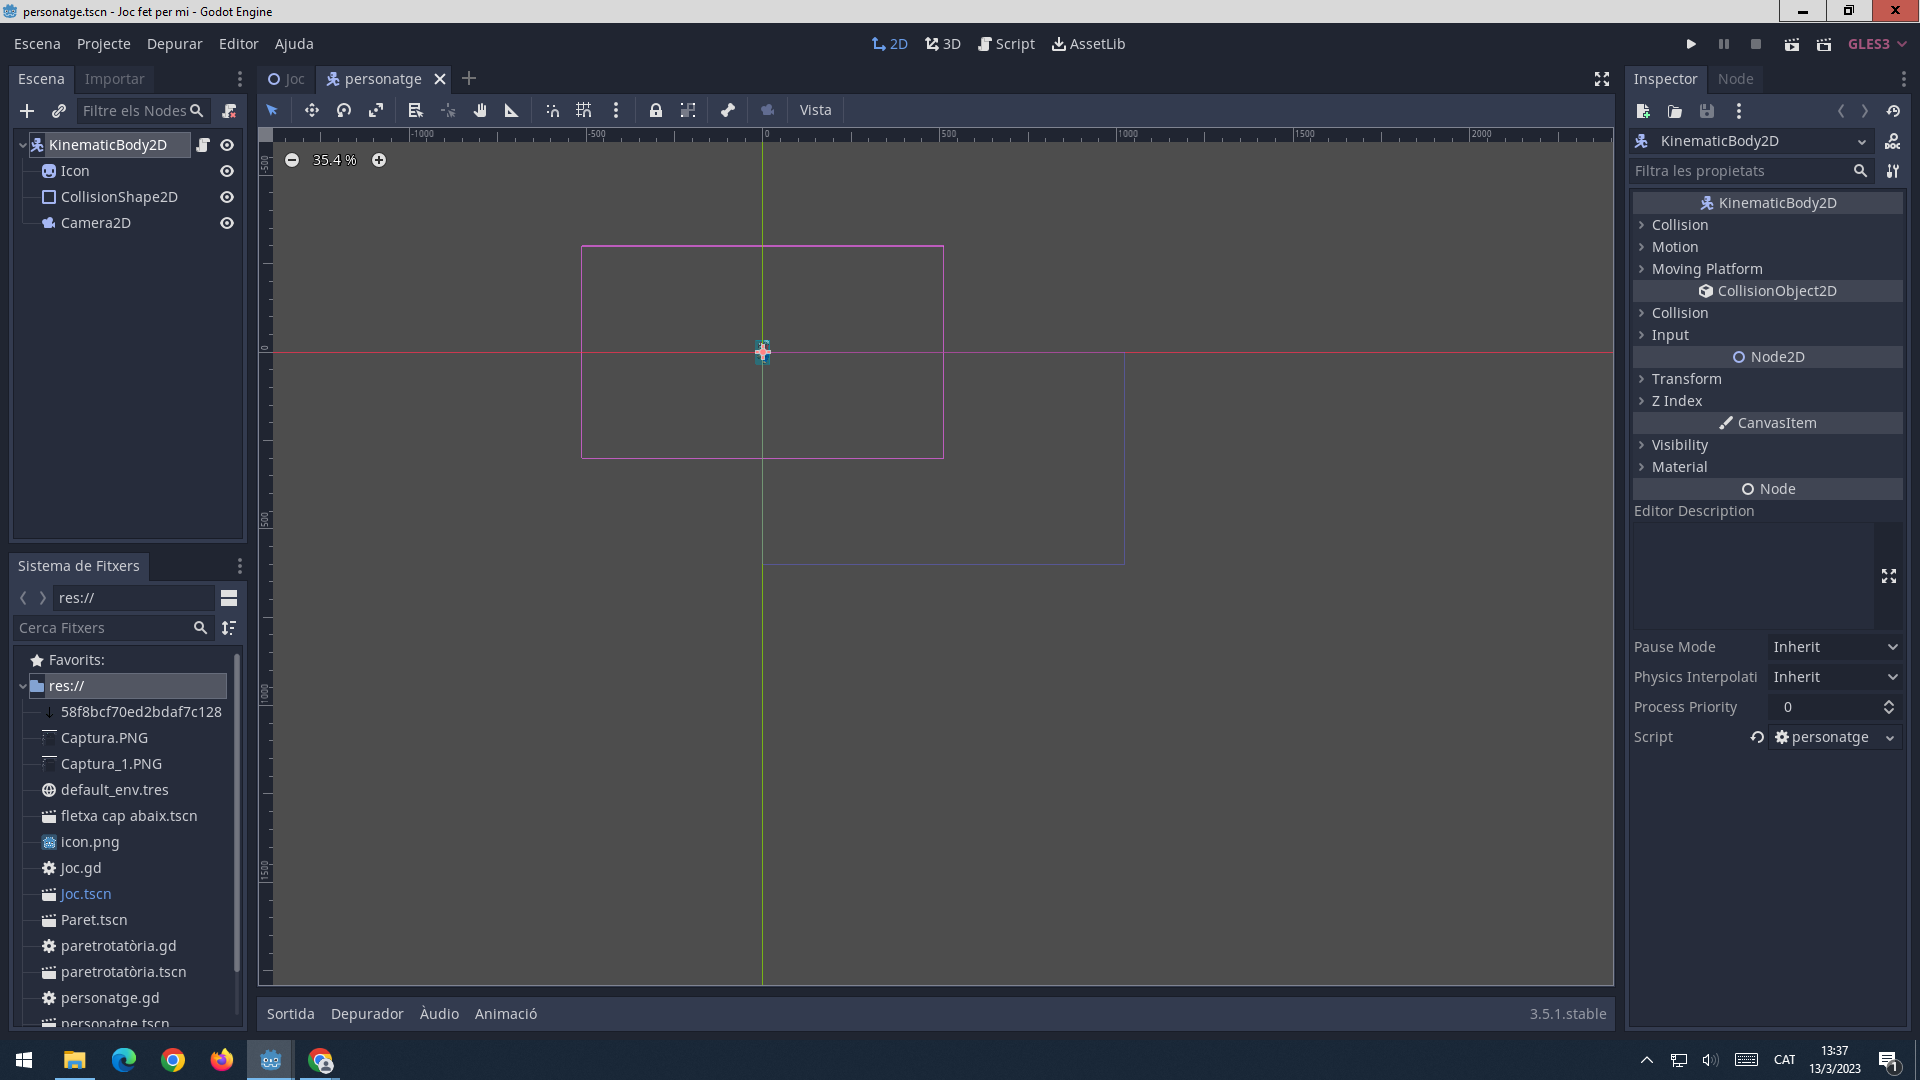 personatge.tscn - Joc fet per mi - Godot Engine
Escena Projecte Depurar Editor Ajuda
2D 3D Script AssetLib
GLES3
Escena Importar
Filtre els Nodes
KinematicBody2D
Icon
CollisionShape2D
Camera2D
Sistema de Fitxers
res://
Cerca Fitxers
Favorits:
res://
58f8bcf70ed2bdaf7c128
Captura.PNG
Captura_1.PNG
default_env.tres
fletxa cap abaix.tscn
icon.png
Joc.gd
Joc.tscn
Paret.tscn
paretrotatòria.gd
paretrotatòria.tscn
personatge.gd
personatge.tscn
Joc personatge
Vista
-1000 -500 0 500 1000 1500 2000
-500
0
500
1000
1500
35.4 %
Sortida Depurador Àudio Animació
3.5.1.stable
Inspector Node
KinematicBody2D
Filtra les propietats
KinematicBody2D
Collision
Motion
Moving Platform
CollisionObject2D
Collision
Input
Node2D
Transform
Z Index
CanvasItem
Visibility
Material
Node
Editor Description
Pause Mode Inherit
Physics Interpolati Inherit
Process Priority 0
Script personatge
CAT
13:37
13/3/2023
1